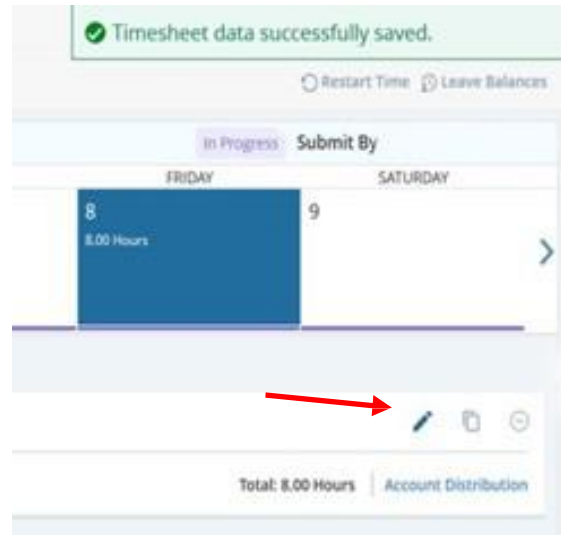 Timesheet data successfully saved.
Restart Time Leave Balances
In Progress Submit By
FRIDAY SATURDAY
8 9
8.00 Hours
Total: 8.00 Hours Account Distribution